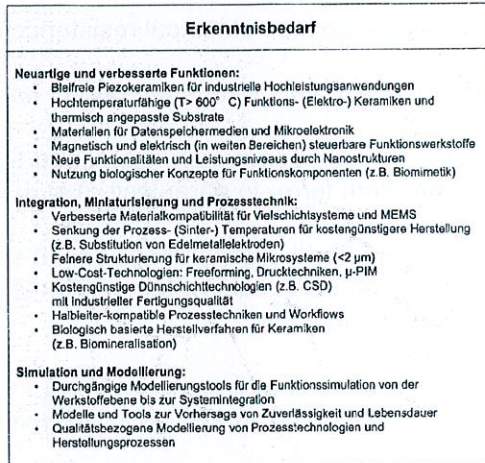 Erkenntnisbedarf
Neuartige und verbesserte Funktionen:
• Bleifreie Piezokeramiken für industrielle Hochleistungsanwendungen
• Hochtemperaturfähige (T> 600° C) Funktions- (Elektro-) Keramiken und
thermisch angepasste Substrate
• Materialien für Datenspeichermedien und Mikroelektronik
• Magnetisch und elektrisch (in weiten Bereichen) steuerbare Funktionswerkstoffe
• Neue Funktionalitäten und Leistungsniveaus durch Nanostrukturen
• Nutzung biologischer Konzepte für Funktionskomponenten (z.B. Biomimetik)
Integration, Miniaturisierung und Prozesstechnik:
• Verbesserte Materialkompatibilität für Vielschichtsysteme und MEMS
• Senkung der Prozess- (Sinter-) Temperaturen für kostengünstigere Herstellung
(z.B. Substitution von Edelmetallelektroden)
• Feinere Strukturierung für keramische Mikrosysteme (<2 µm)
• Low-Cost-Technologien: Freeforming, Drucktechniken, µ-PIM
• Kostengünstige Dünnschichttechnologien (z.B. CSD)
mit industrieller Fertigungsqualität
• Halbleiter-kompatible Prozesstechniken und Workflows
• Biologisch basierte Herstellverfahren für Keramiken
(z.B. Biomineralisation)
Simulation und Modellierung:
• Durchgängige Modellierungstools für die Funktionssimulation von der
Werkstoffebene bis zur Systemintegration
• Modelle und Tools zur Vorhersage von Zuverlässigkeit und Lebensdauer
• Qualitätsbezogene Modellierung von Prozesstechnologien und
Herstellungsprozessen